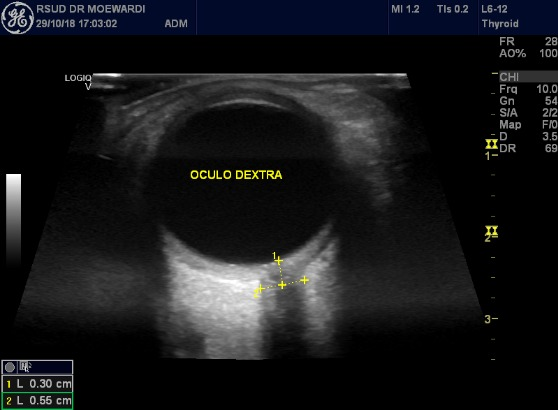 RSUD DR MOEWARDI
29/10/18 17:03:02 ADM
MI 1.2 TIs 0.2 L6-12
Thyroid
FR 28
AO% 100
LOGIQ
V
CHI
Frq 10.0
Gn 54
S/A 2/2
Map F/0
D 3.5
DR 69
1
OCULO DEXTRA
2
1
2
3
1 L 0.30 cm
2 L 0.55 cm